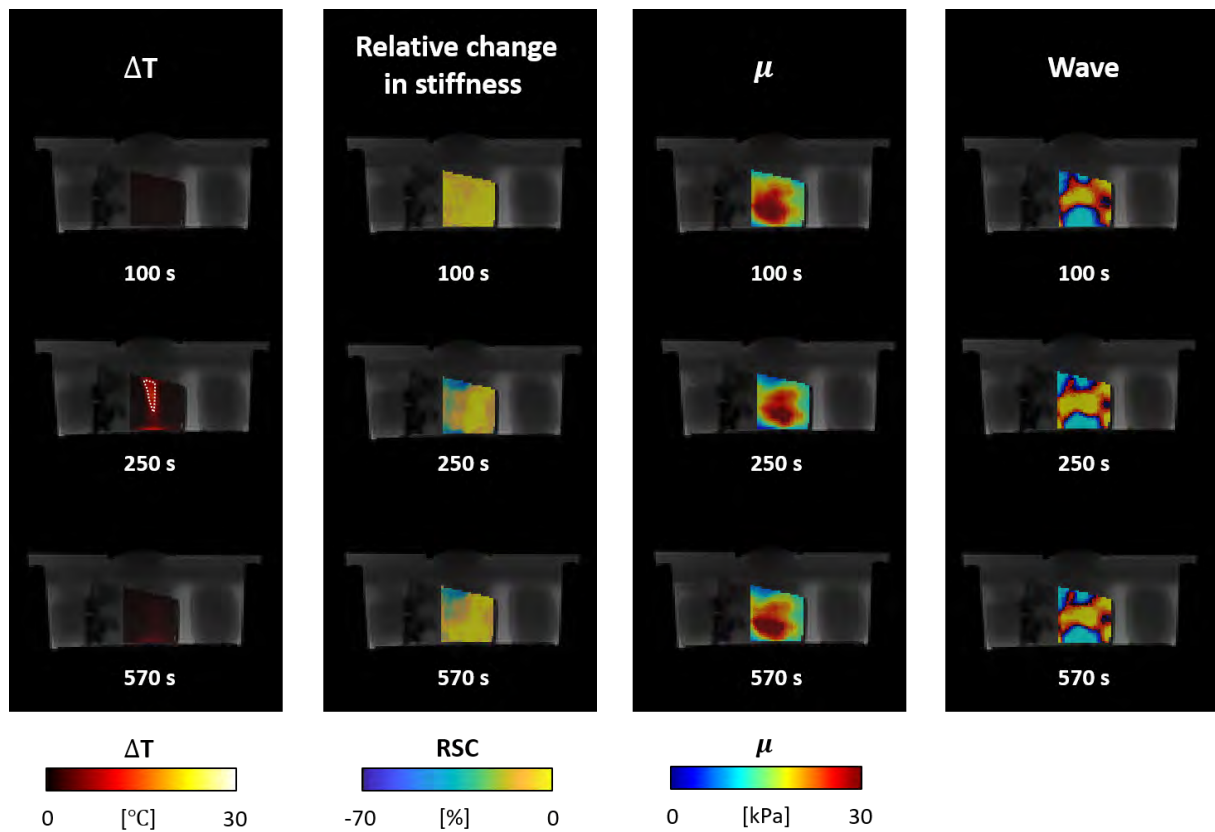 ΔT
Relative change
in stiffness
μ
Wave
100 s
100 s
100 s
100 s
250 s
250 s
250 s
250 s
570 s
570 s
570 s
570 s
ΔT
RSC
μ
0 [°C] 30
-70 [%] 0
0 [kPa] 30